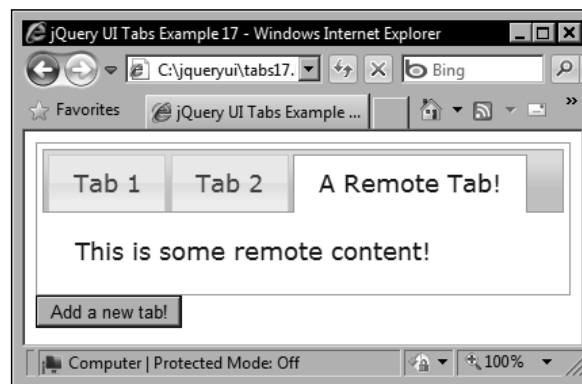 jQuery UI Tabs Example 17 - Windows Internet Explorer
C:\jqueryui\tabs17.
Bing
Favorites
jQuery UI Tabs Example ...
»
Tab 1
Tab 2
A Remote Tab!
This is some remote content!
Add a new tab!
Computer | Protected Mode: Off
100%